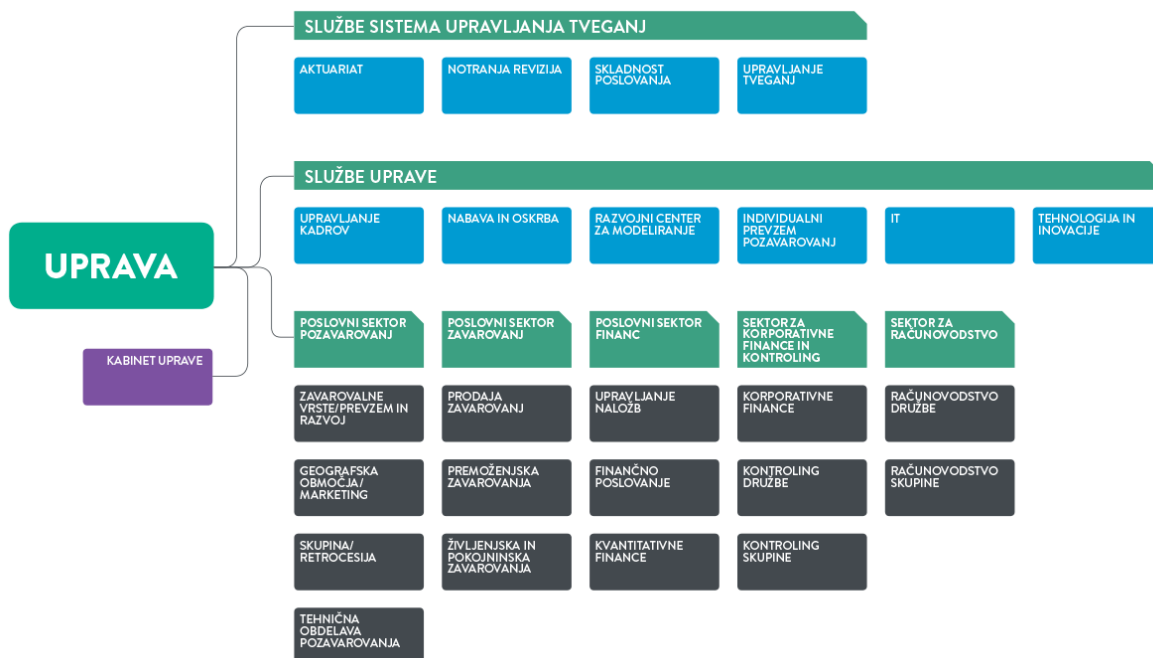 SLUŽBE SISTEMA UPRAVLJANJA TVEGANJ
AKTUARIAT
NOTRANJA REVIZIJA
SKLADNOST
POSLOVANJA
UPRAVLJANJE
TVEGANJ
SLUŽBE UPRAVE
UPRAVLJANJE
KADROV
NABAVA IN OSKRBA
RAZVOJNI CENTER
ZA MODELIRANJE
INDIVIDUALNI
PREVZEM
POZAVAROVANJ
IT
TEHNOLOGIJA IN
INOVACIJE
UPRAVA
KABINET UPRAVE
POSLOVNI SEKTOR
POZAVAROVANJ
POSLOVNI SEKTOR
ZAVAROVANJ
POSLOVNI SEKTOR
FINANC
SEKTOR ZA
KORPORATIVNE
FINANCE IN
KONTROLING
SEKTOR ZA
RAČUNOVODSTVO
ZAVAROVALNE
VRSTE/PREVZEM IN
RAZVOJ
PRODAJA
ZAVAROVANJ
UPRAVLJANJE
NALOŽB
KORPORATIVNE
FINANCE
RAČUNOVODSTVO
DRUŽBE
GEOGRAFSKA
OBMOČJA/
MARKETING
PREMOŽENJSKA
ZAVAROVANJA
FINANČNO
POSLOVANJE
KONTROLING
DRUŽBE
RAČUNOVODSTVO
SKUPINE
SKUPINA/
RETROCESIJA
ŽIVLJENJSKA IN
POKOJNINSKA
ZAVAROVANJA
KVANTITATIVNE
FINANCE
KONTROLING
SKUPINE
TEHNIČNA
OBDELAVA
POZAVAROVANJA